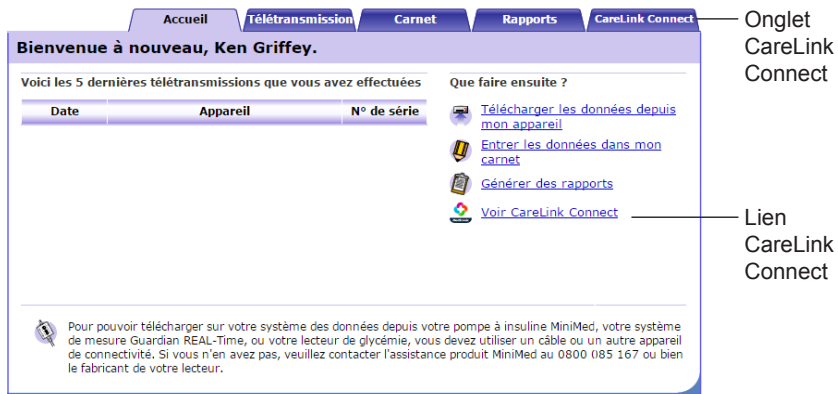 Accueil Télétransmission Carnet Rapports CareLink Connect
Onglet
CareLink
Connect
Bienvenue à nouveau, Ken Griffey.
Voici les 5 dernières télétransmissions que vous avez effectuées
Date Appareil N° de série
Que faire ensuite ?
Télécharger les données depuis
mon appareil
Entrer les données dans mon
carnet
Générer des rapports
Voir CareLink Connect
Lien
CareLink
Connect
Pour pouvoir télécharger sur votre système des données depuis votre pompe à insuline MiniMed, votre système
de mesure Guardian REAL-Time, ou votre lecteur de glycémie, vous devez utiliser un câble ou un autre appareil
de connectivité. Si vous n'en avez pas, veuillez contacter l'assistance produit MiniMed au 0800 085 167 ou bien
le fabricant de votre lecteur.